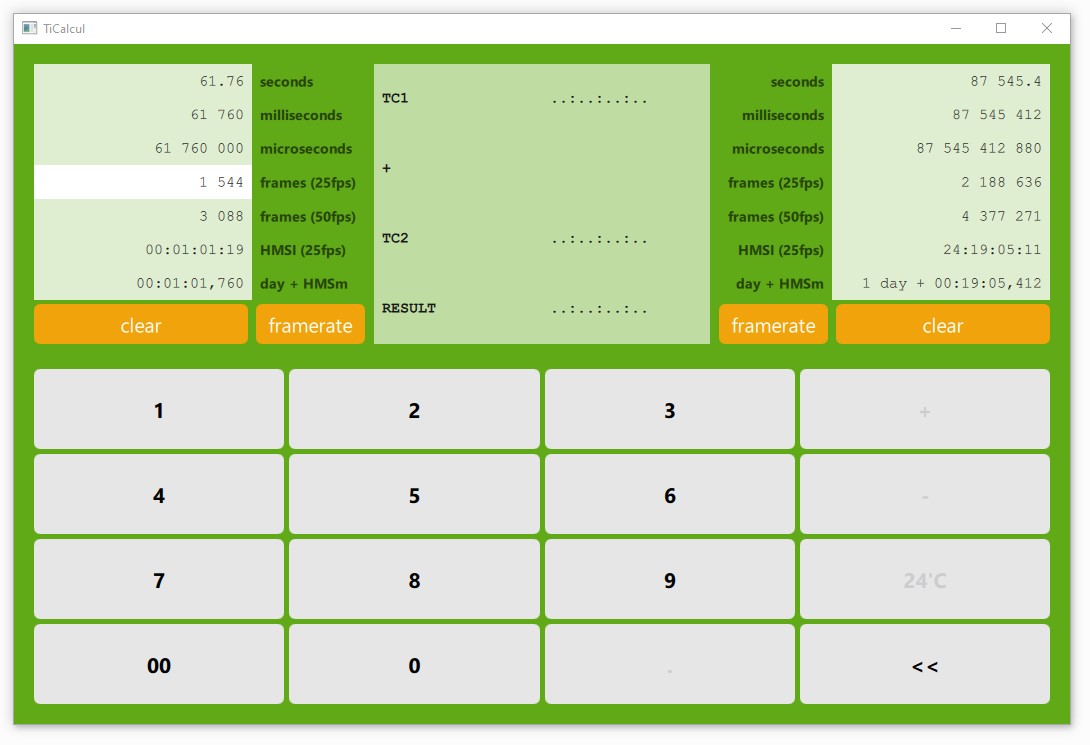 TiCalcul
61.76 seconds
61 760 milliseconds
61 760 000 microseconds
1 544 frames (25fps)
3 088 frames (50fps)
00:01:01:19 HMSI (25fps)
00:01:01,760 day + HMSm
clear framerate
TC1 ..:..:..:..
+
TC2 ..:..:..:..
RESULT ..:..:..:..
seconds 87 545.4
milliseconds 87 545 412
microseconds 87 545 412 880
frames (25fps) 2 188 636
frames (50fps) 4 377 271
HMSI (25fps) 24:19:05:11
day + HMSm 1 day + 00:19:05,412
framerate clear
1 2 3 +
4 5 6 -
7 8 9 24'C
00 0 . <<